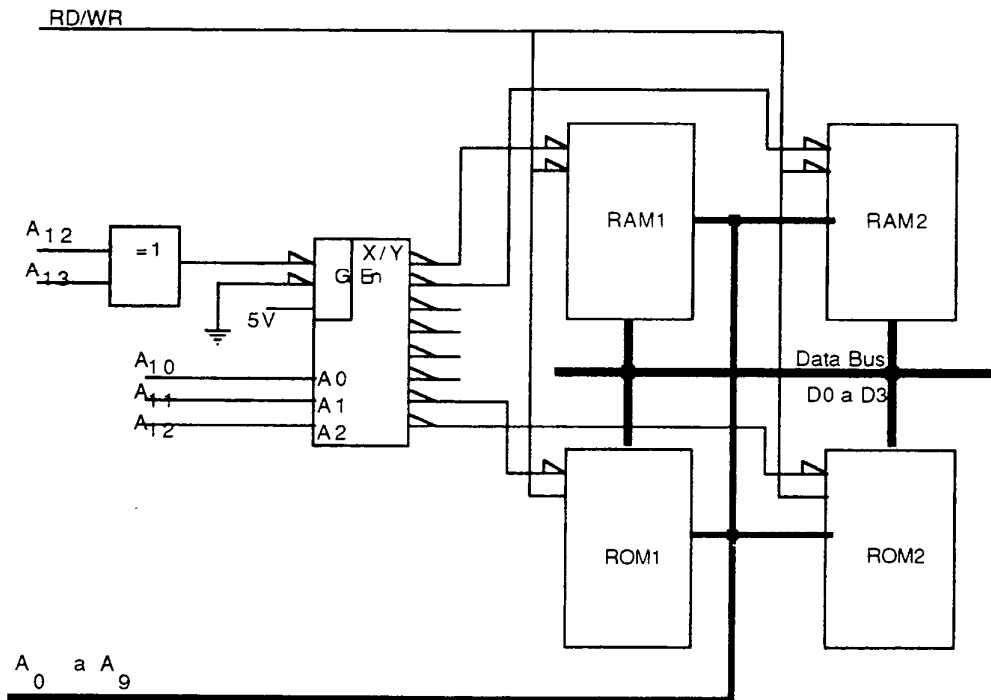 RD/WR
RAM1
RAM2
A12
=1
A13
X/Y
G En
5V
A10
A0
A11
A1
A12
A2
Data Bus
D0 a D3
ROM1
ROM2
A0 a A9